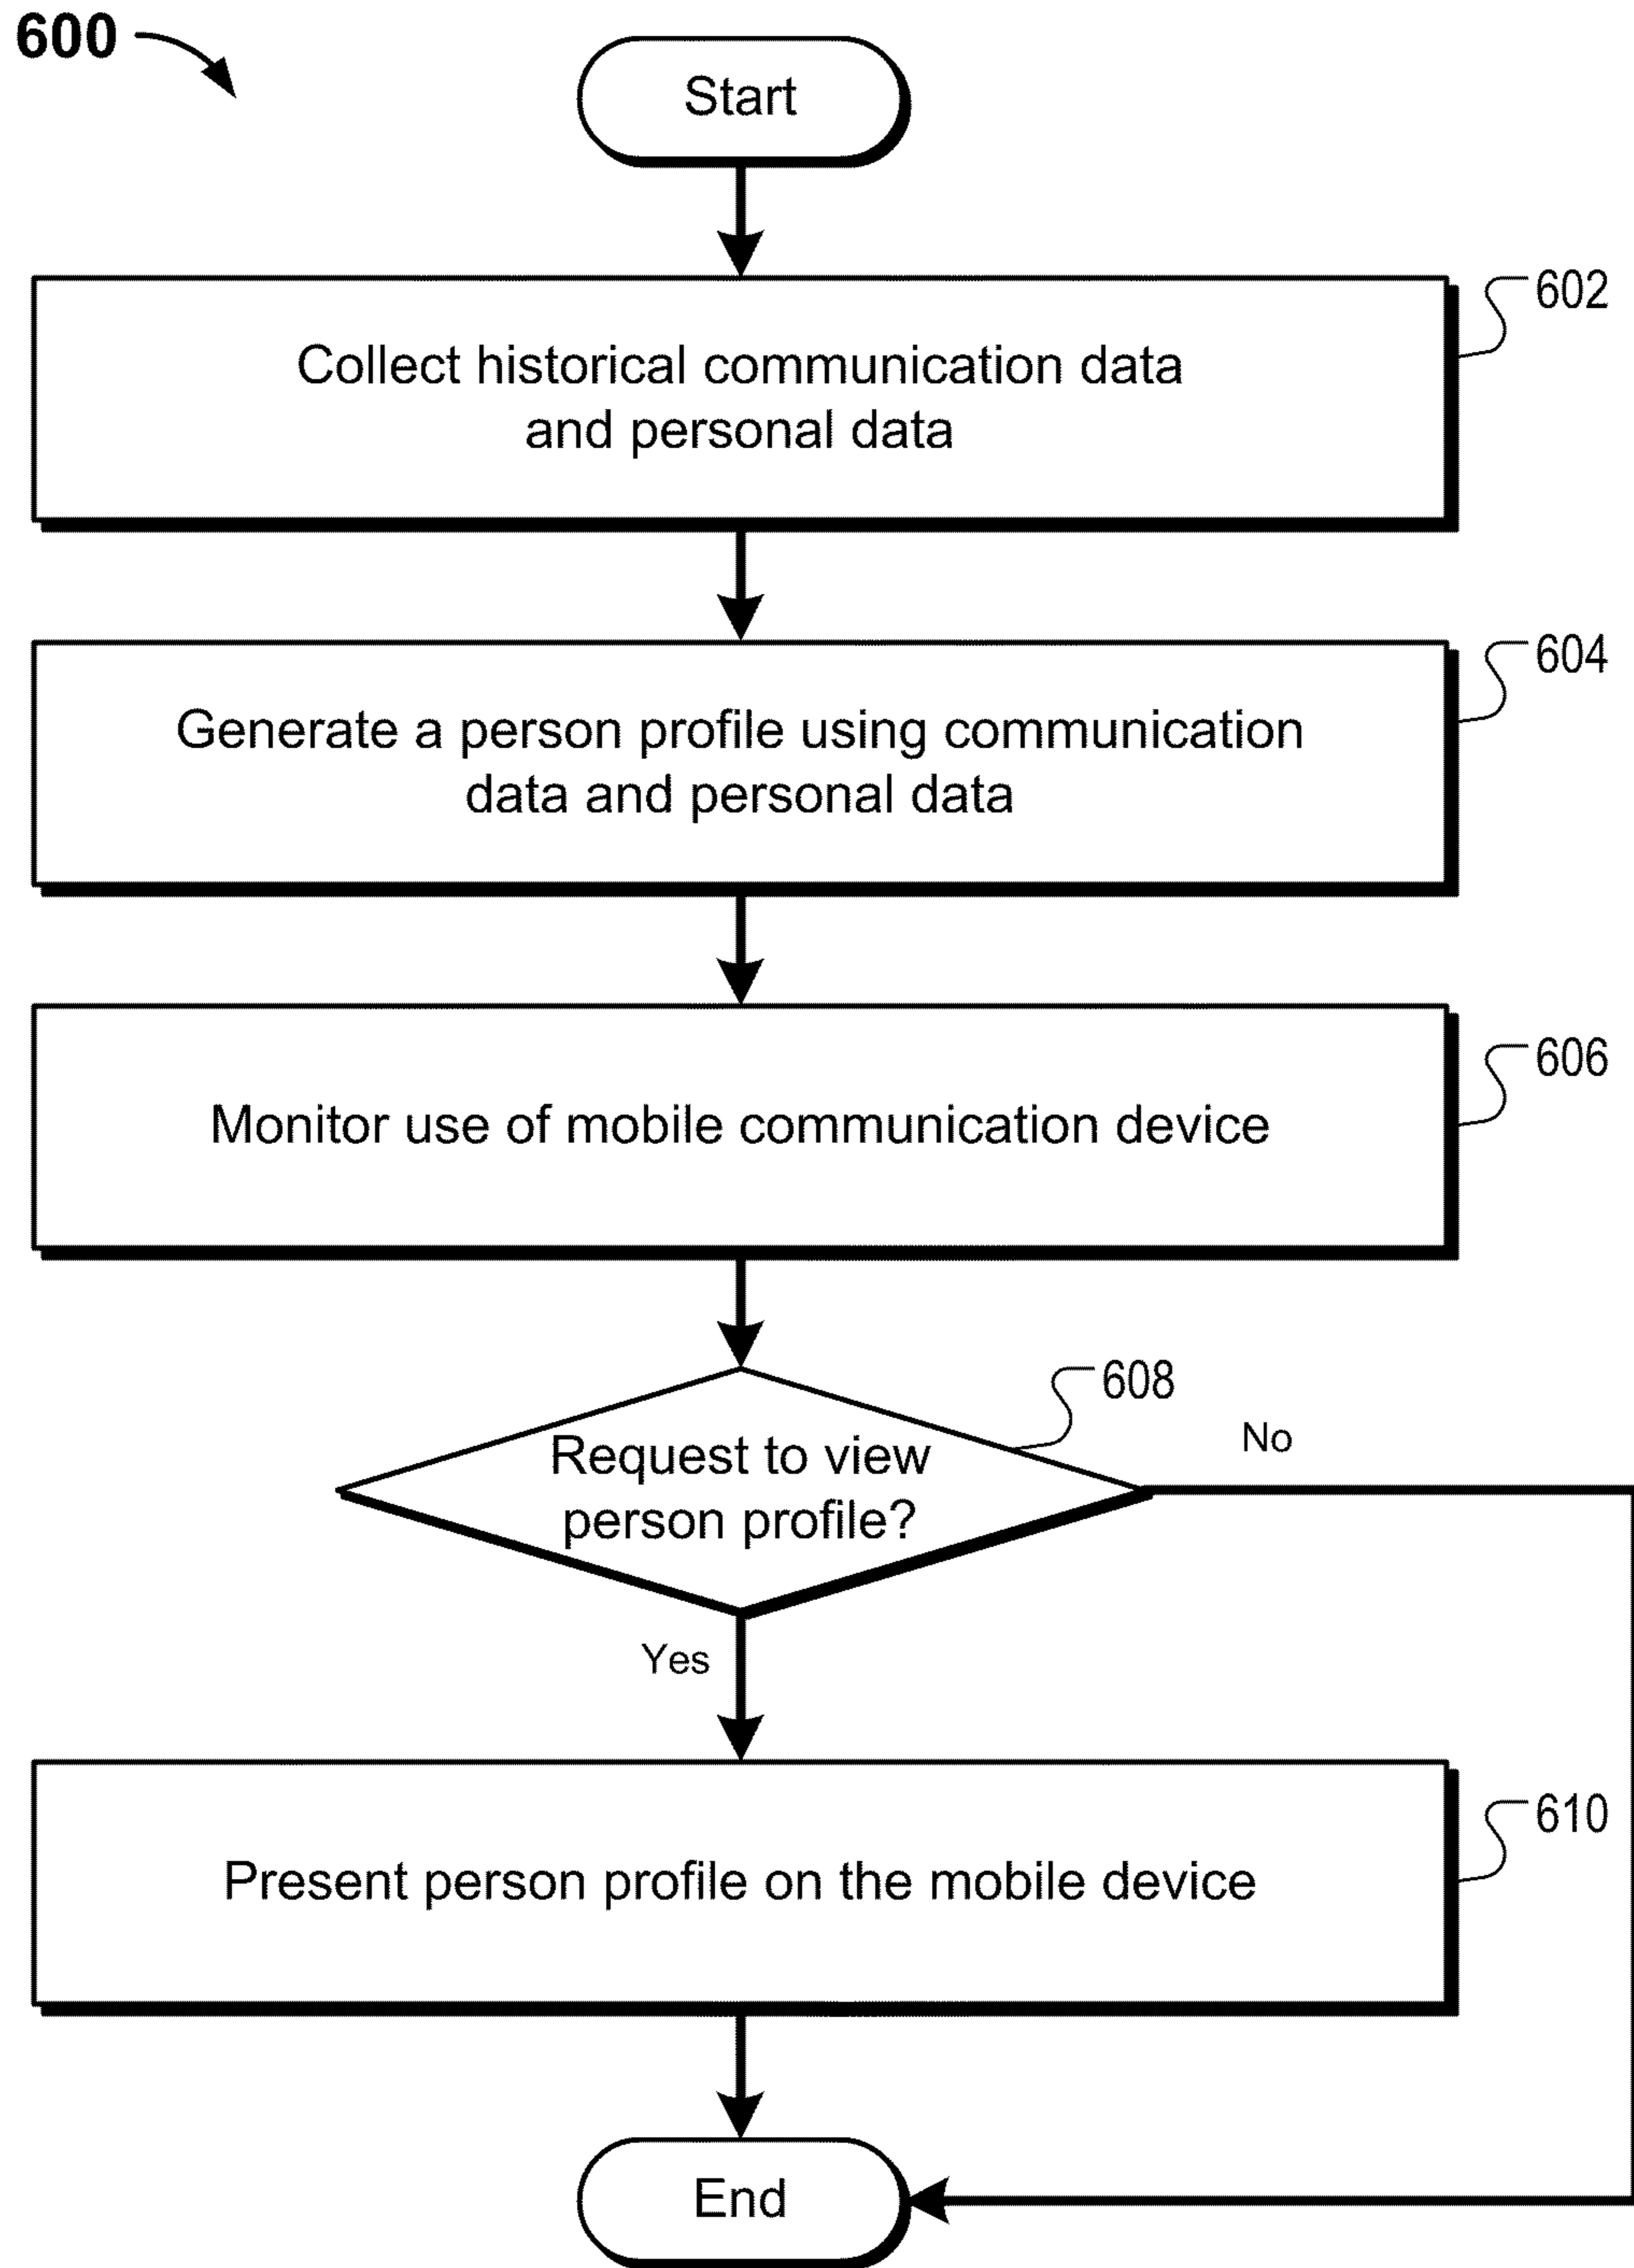 600
Start
602
Collect historical communication data
and personal data
604
Generate a person profile using communication
data and personal data
606
Monitor use of mobile communication device
608
Request to view
person profile?
No
Yes
610
Present person profile on the mobile device
End